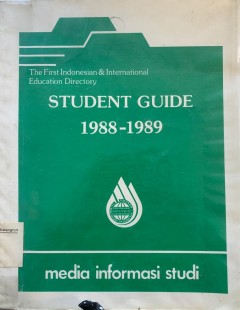 The First Indonesian & International
Education Directory
STUDENT GUIDE
1988-1989
media informasi studi